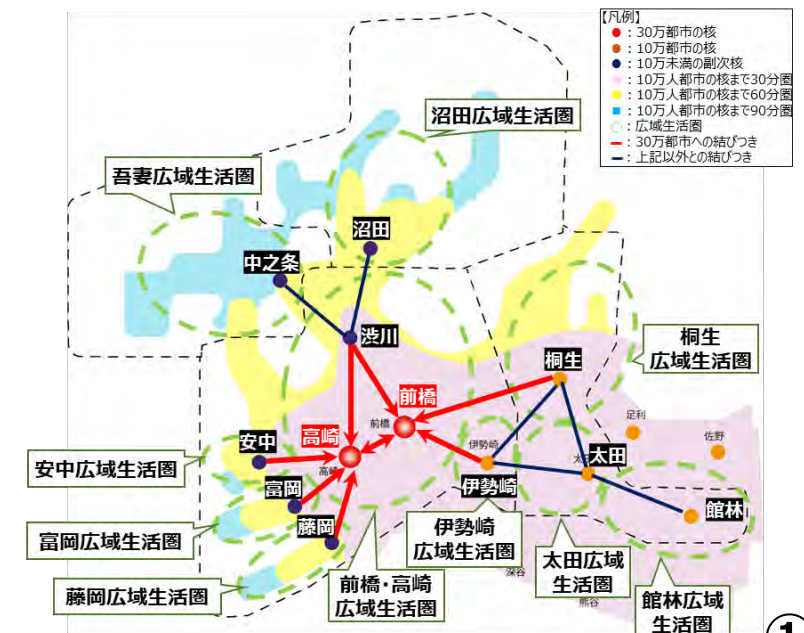 【凡例】
●：30万都市の核
●：10万都市の核
●：10万未満の副次核
●：10万人都市の核まで30分圏
●：10万人都市の核まで60分圏
■：10万人都市の核まで90分圏
：広域生活圏
ー：30万都市への結びつき
ー：上記以外との結びつき
沼田広域生活圏
吾妻広域生活圏
沼田
中之条
渋川
桐生
広域生活圏
桐生
前橋
前橋
足利
佐野
高崎
高崎
伊勢崎
太田
安中
安中広域生活圏
富岡
伊勢崎
館林
藤岡
富岡広域生活圏
伊勢崎
広域生活圏
太田広域
生活圏
藤岡広域生活圏
前橋・高崎
広域生活圏
深谷
熊谷
館林広域
生活圏
①